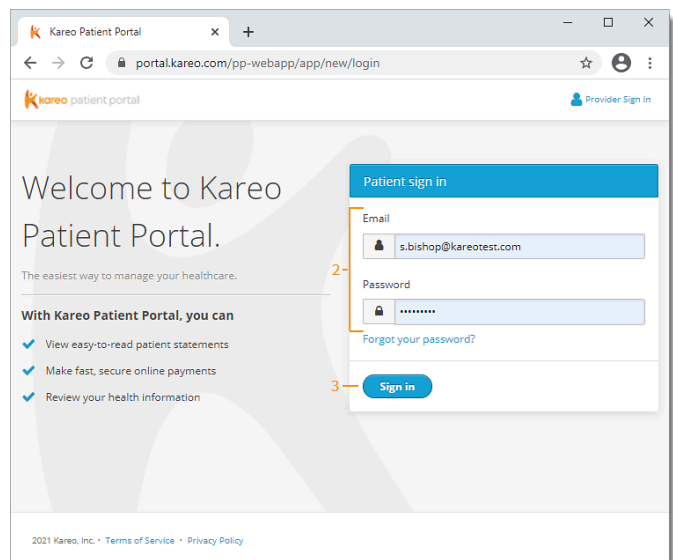 Kareo Patient Portal
portal.kareo.com/pp-webapp/app/new/login
kareo patient portal
Provider Sign In
Welcome to Kareo
Patient Portal.
The easiest way to manage your healthcare.
With Kareo Patient Portal, you can
View easy-to-read patient statements
Make fast, secure online payments
Review your health information
Patient sign in
Email
s.bishop@kareotest.com
2
Password
•••••••••
Forgot your password?
3
Sign in
2021 Kareo, Inc. • Terms of Service • Privacy Policy